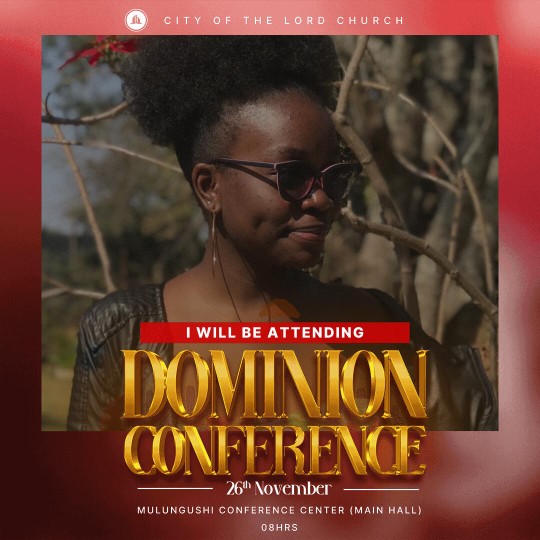 CITY OF THE LORD CHURCH
I WILL BE ATTENDING
DOMINION
CONFERENCE
26th November
MULUNGUSHI CONFERENCE CENTER (MAIN HALL)
08HRS